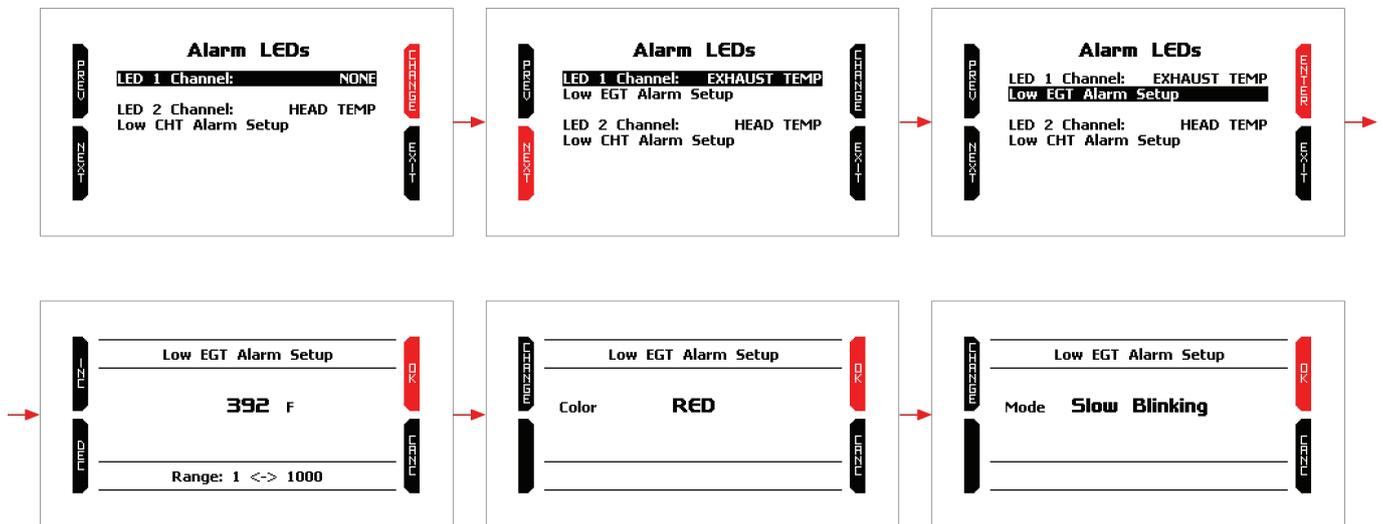 Alarm LEDs
PREV
CHANGE
LED 1 Channel: NONE
LED 2 Channel: HEAD TEMP
Low CHT Alarm Setup
NEXT
EXIT
Alarm LEDs
PREV
CHANGE
LED 1 Channel: EXHAUST TEMP
Low EGT Alarm Setup
LED 2 Channel: HEAD TEMP
Low CHT Alarm Setup
NEXT
EXIT
Alarm LEDs
PREV
ENTER
LED 1 Channel: EXHAUST TEMP
Low EGT Alarm Setup
LED 2 Channel: HEAD TEMP
Low CHT Alarm Setup
NEXT
EXIT
INC
OK
Low EGT Alarm Setup
392 F
DEC
CANC
Range: 1 <-> 1000
CHANGE
OK
Low EGT Alarm Setup
Color RED
CANC
CHANGE
OK
Low EGT Alarm Setup
Mode Slow Blinking
CANC